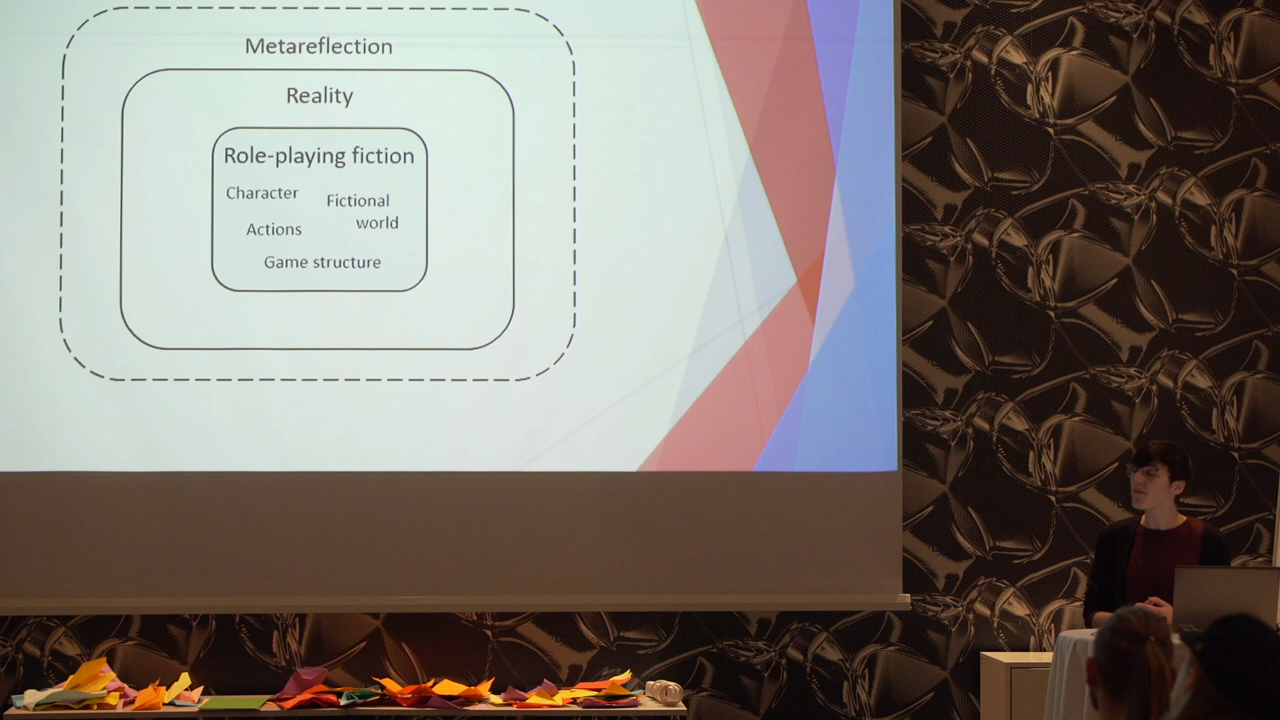 Metareflection
Reality
Role-playing fiction
Character
Fictional
world
Actions
Game structure